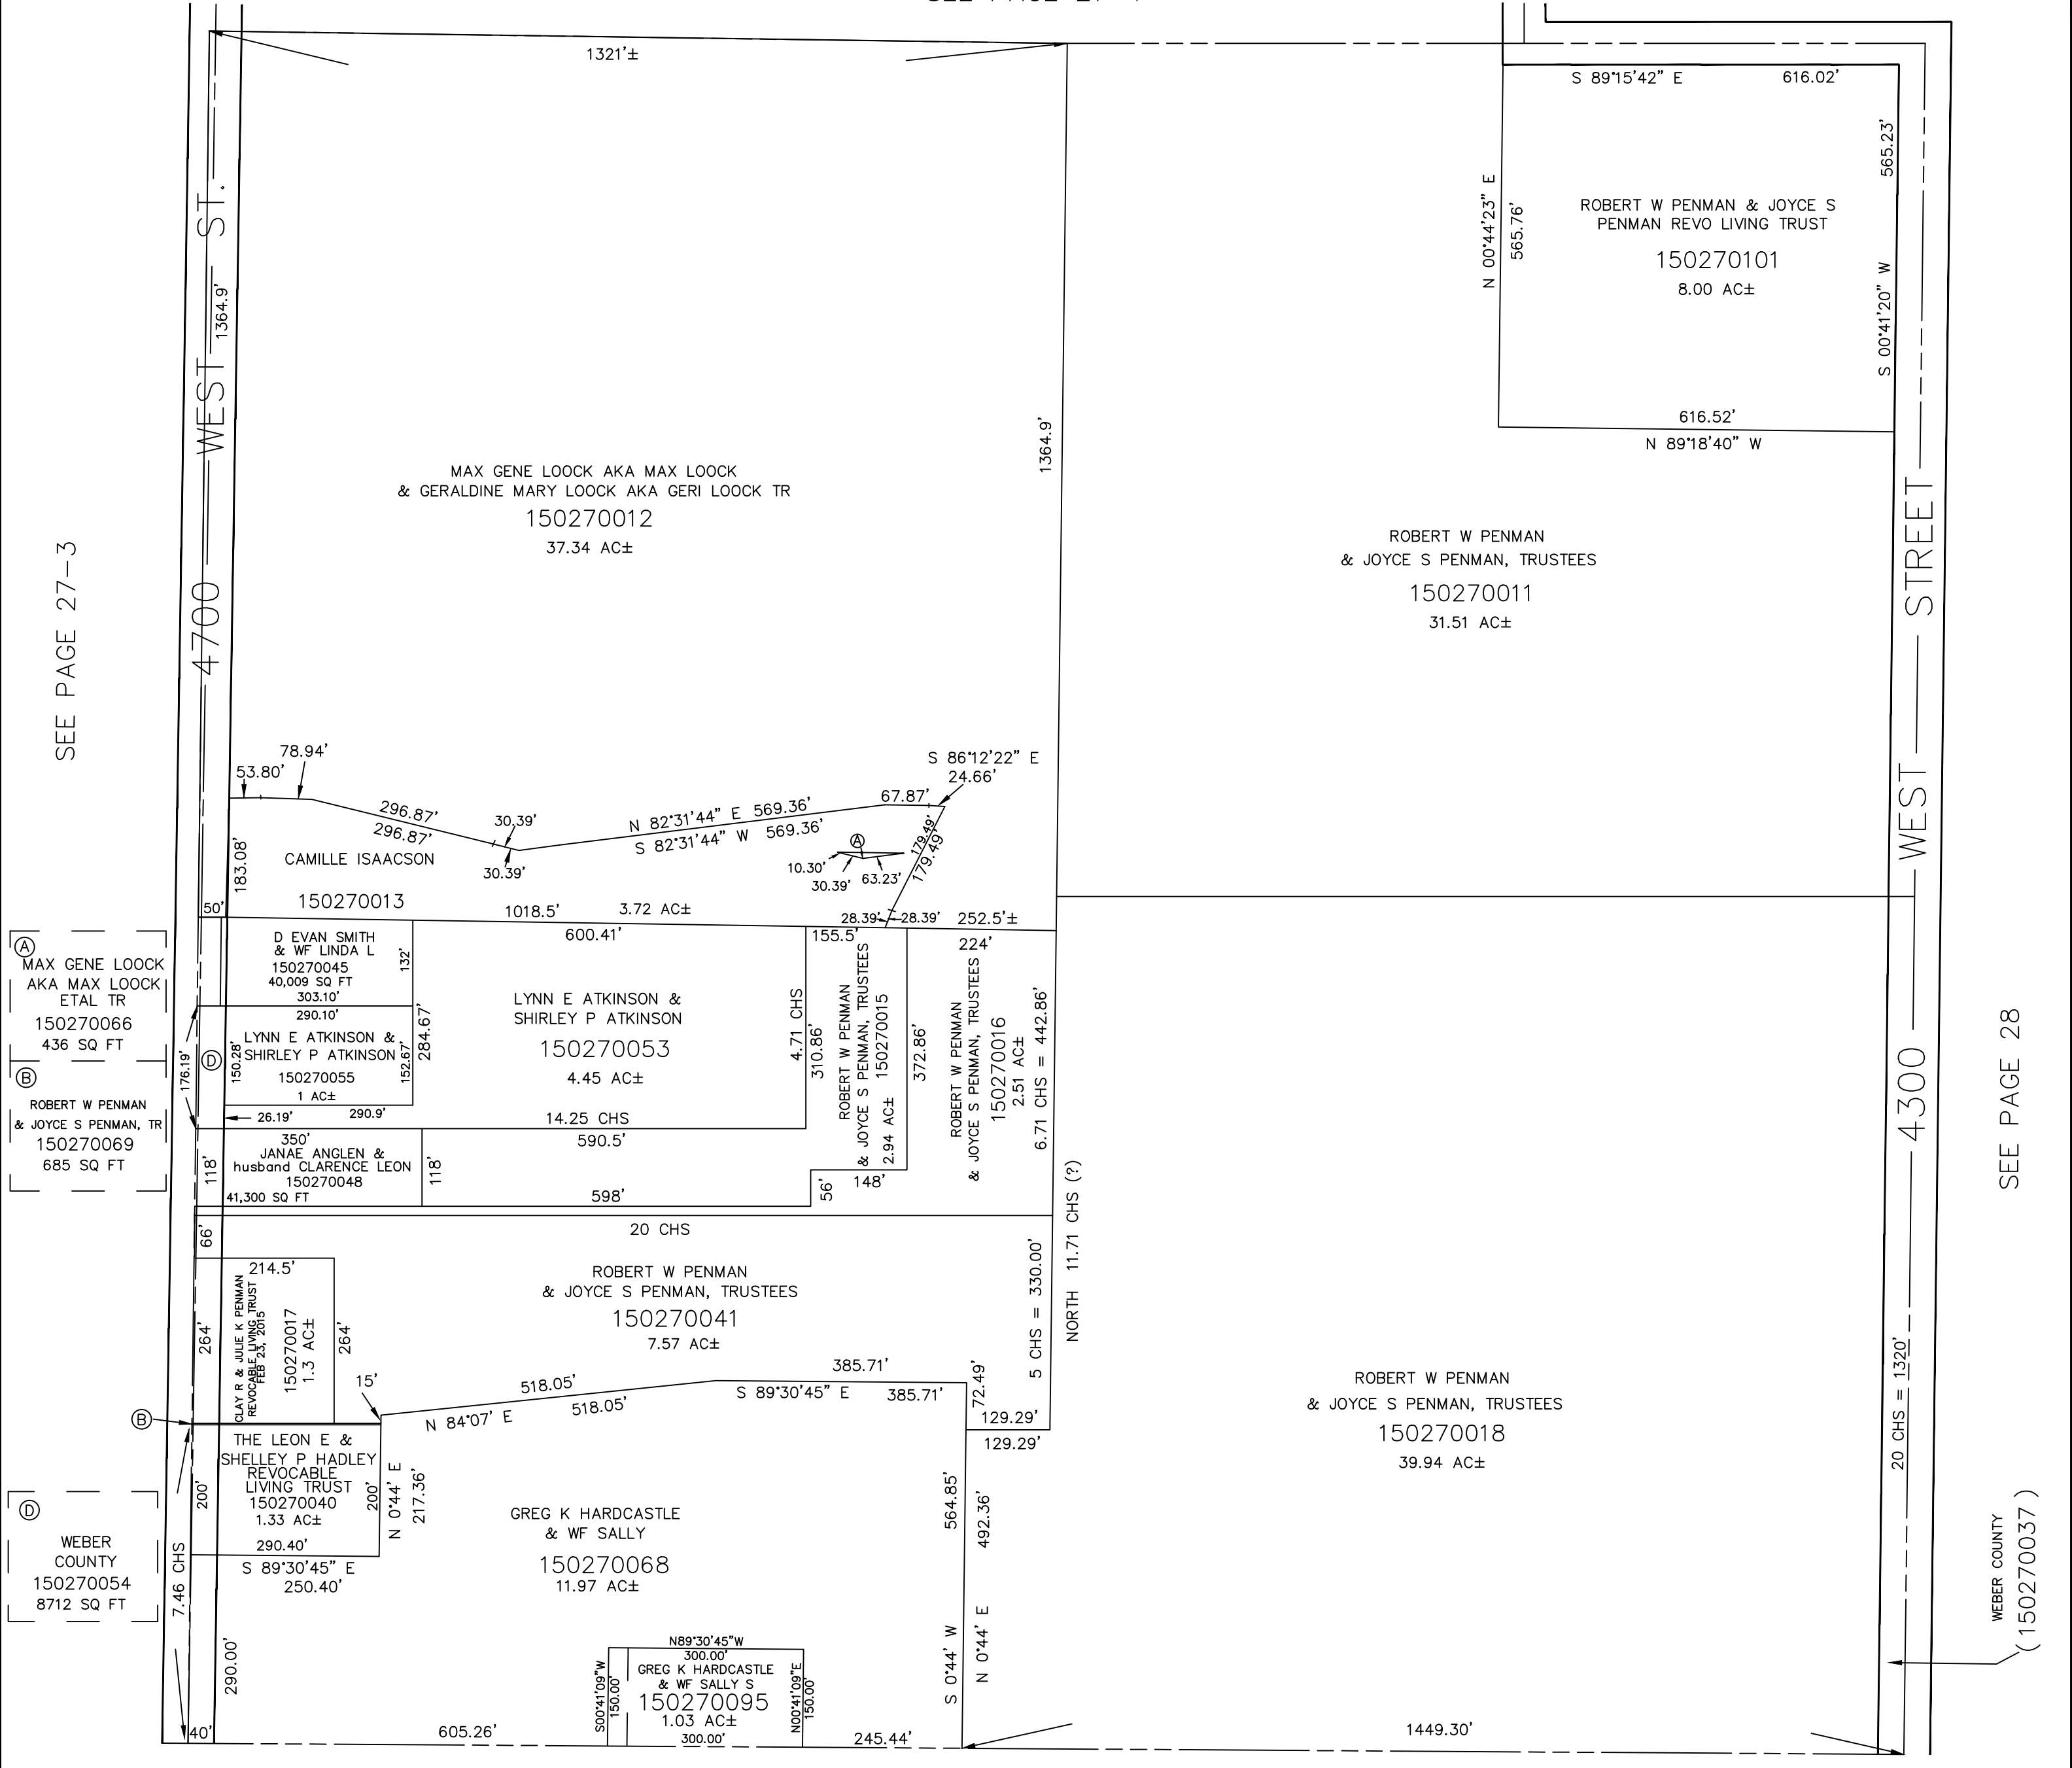 1321'±
S 89°15'42" E 616.02'
565.23'
S 00°41'20" W
N 00°44'23" E
565.76'
ROBERT W PENMAN & JOYCE S
PENMAN REVO LIVING TRUST
150270101
8.00 AC±
616.52'
N 89°18'40" W
4700 WEST ST.
1364.9'
1364.9'
MAX GENE LOOCK AKA MAX LOOCK
& GERALDINE MARY LOOCK AKA GERI LOOCK TR
150270012
37.34 AC±
ROBERT W PENMAN
& JOYCE S PENMAN, TRUSTEES
150270011
31.51 AC±
4300 WEST STREET
SEE PAGE 27-3
SEE PAGE 28
53.80'
78.94'
296.87'
296.87'
30.39'
30.39'
N 82°31'44" E 569.36'
S 82°31'44" W 569.36'
67.87'
S 86°12'22" E
24.66'
179.49'
179.49'
A
10.30'
30.39'
63.23'
183.08'
CAMILLE ISAACSON
150270013
50'
1018.5'
3.72 AC±
28.39'
28.39'
252.5'±
D EVAN SMITH
& WF LINDA L
150270045
40,009 SQ FT
303.10'
132'
600.41'
155.5'
224'
290.10'
LYNN E ATKINSON &
SHIRLEY P ATKINSON
150270055
1 AC±
150.28'
152.67'
284.67'
26.19'
290.9'
176.19'
D
LYNN E ATKINSON &
SHIRLEY P ATKINSON
150270053
4.45 AC±
14.25 CHS
4.71 CHS
310.86'
ROBERT W PENMAN
& JOYCE S PENMAN, TRUSTEES
150270015
2.94 AC±
372.86'
ROBERT W PENMAN
& JOYCE S PENMAN, TRUSTEES
150270016
2.51 AC±
6.71 CHS = 442.86'
A
MAX GENE LOOCK
AKA MAX LOOCK
ETAL TR
150270066
436 SQ FT
B
ROBERT W PENMAN
& JOYCE S PENMAN, TR
150270069
685 SQ FT
350'
JANAE ANGLEN &
husband CLARENCE LEON
150270048
41,300 SQ FT
118'
118'
590.5'
598'
56'
148'
NORTH 11.71 CHS (?)
66'
20 CHS
ROBERT W PENMAN
& JOYCE S PENMAN, TRUSTEES
150270041
7.57 AC±
5 CHS = 330.00'
214.5'
CLAY R & JULIE K PENMAN
REVOCABLE LIVING TRUST
FEB 23, 2015
150270017
1.3 AC±
264'
264'
15'
518.05'
N 84°07' E
518.05'
385.71'
S 89°30'45" E 385.71'
72.49'
129.29'
129.29'
B
THE LEON E &
SHELLEY P HADLEY
REVOCABLE
LIVING TRUST
150270040
1.33 AC±
290.40'
200'
200'
N 0°44' E
217.36'
S 89°30'45" E
250.40'
7.46 CHS
290.00'
40'
D
WEBER
COUNTY
150270054
8712 SQ FT
GREG K HARDCASTLE
& WF SALLY
150270068
11.97 AC±
564.85'
492.36'
S 0°44' W
N 0°44' E
N89°30'45"W
300.00'
GREG K HARDCASTLE
& WF SALLY S
150270095
1.03 AC±
300.00'
S00°41'09"W
150.00'
N00°41'09"E
150.00'
605.26'
245.44'
ROBERT W PENMAN
& JOYCE S PENMAN, TRUSTEES
150270018
39.94 AC±
20 CHS = 1320'
1449.30'
WEBER COUNTY
(150270037)